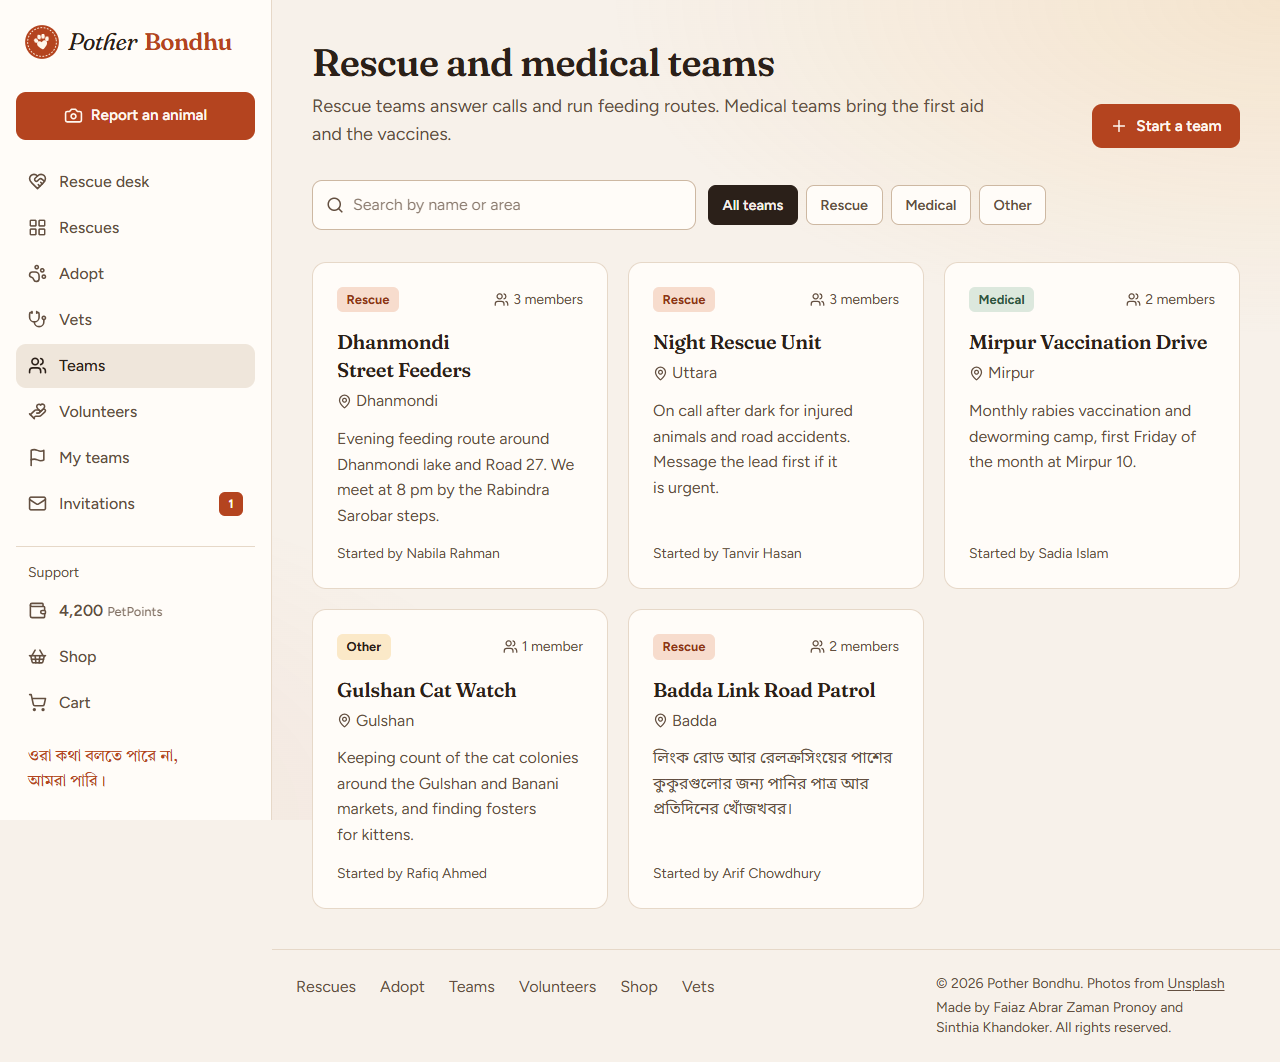 Pother Bondhu
Report an animal
Rescue desk
Rescues
Adopt
Vets
Teams
Volunteers
My teams
Invitations 1
Support
4,200 PetPoints
Shop
Cart
ওরা কথা বলতে পারে না,
আমরা পারি।
Rescue and medical teams
Rescue teams answer calls and run feeding routes. Medical teams bring the first aid
and the vaccines.
Start a team
Search by name or area
All teams Rescue Medical Other
Rescue 3 members
Dhanmondi
Street Feeders
Dhanmondi
Evening feeding route around
Dhanmondi lake and Road 27. We
meet at 8 pm by the Rabindra
Sarobar steps.
Started by Nabila Rahman
Rescue 3 members
Night Rescue Unit
Uttara
On call after dark for injured
animals and road accidents.
Message the lead first if it
is urgent.
Started by Tanvir Hasan
Medical 2 members
Mirpur Vaccination Drive
Mirpur
Monthly rabies vaccination and
deworming camp, first Friday of
the month at Mirpur 10.
Started by Sadia Islam
Other 1 member
Gulshan Cat Watch
Gulshan
Keeping count of the cat colonies
around the Gulshan and Banani
markets, and finding fosters
for kittens.
Started by Rafiq Ahmed
Rescue 2 members
Badda Link Road Patrol
Badda
লিংক রোড আর রেলক্রসিংয়ের পাশের
কুকুরগুলোর জন্য পানির পাত্র আর
প্রতিদিনের খোঁজখবর।
Started by Arif Chowdhury
Rescues Adopt Teams Volunteers Shop Vets
© 2026 Pother Bondhu. Photos from Unsplash
Made by Faiaz Abrar Zaman Pronoy and
Sinthia Khandoker. All rights reserved.